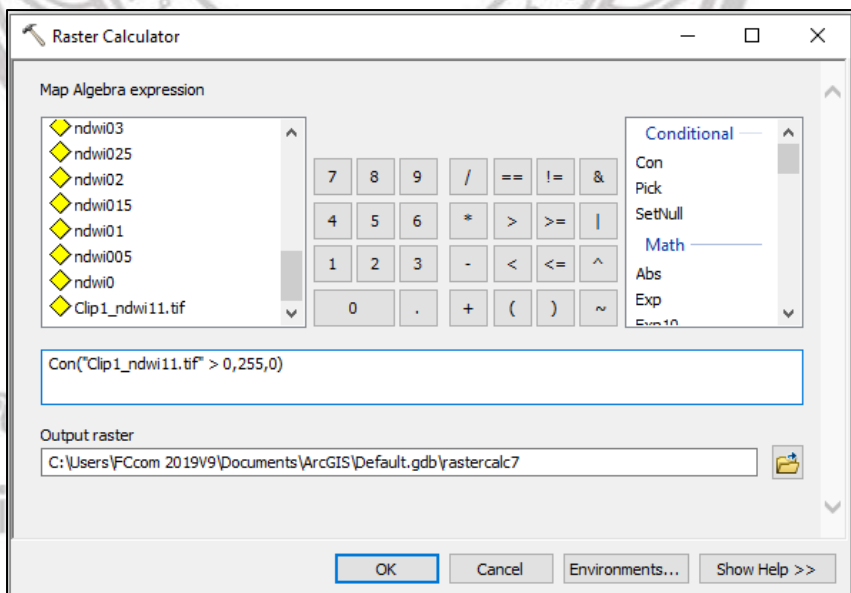 Raster Calculator
Map Algebra expression
ndwi03
ndwi025
ndwi02
ndwi015
ndwi01
ndwi005
ndwi0
Clip1_ndwi11.tif
7 8 9 / == != &
4 5 6 * > >= |
1 2 3 - < <= ^
0 . + ( ) ~
Conditional
Con
Pick
SetNull
Math
Abs
Exp
Exp10
Con("Clip1_ndwi11.tif" > 0,255,0)
Output raster
C:\Users\FCcom 2019V9\Documents\ArcGIS\Default.gdb\rastercalc7
OK Cancel Environments... Show Help >>